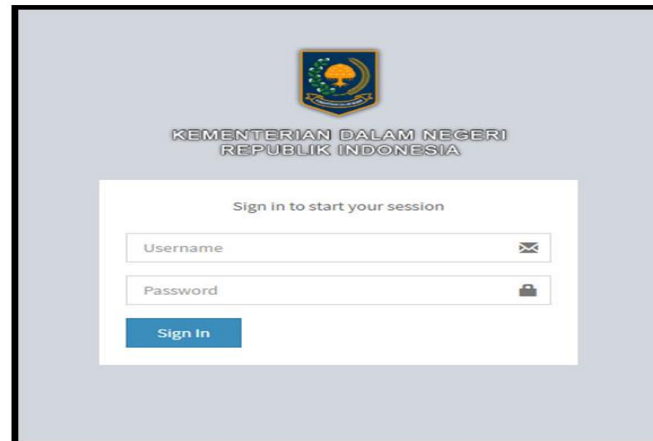 KEMENTERIAN DALAM NEGERI
REPUBLIK INDONESIA
Sign in to start your session
Username
Password
Sign In